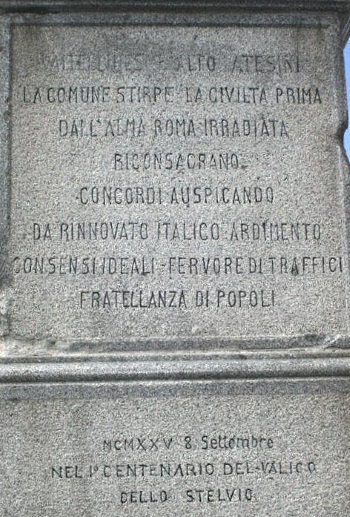 VALTELLINESI E ALTO ATESINI
LA COMUNE STIRPE LA CIVILTÀ PRIMA
DALL'ALMA ROMA IRRADIATA
RICONSACRANO
CONCORDI AUSPICANDO
DA RINNOVATO ITALICO ARDIMENTO
CONSENSI IDEALI - FERVORE DI TRAFFICI
FRATELLANZA DI POPOLI
MCMXXV 8 Settembre
NEL 1º CENTENARIO DEL VALICO
DELLO STELVIO